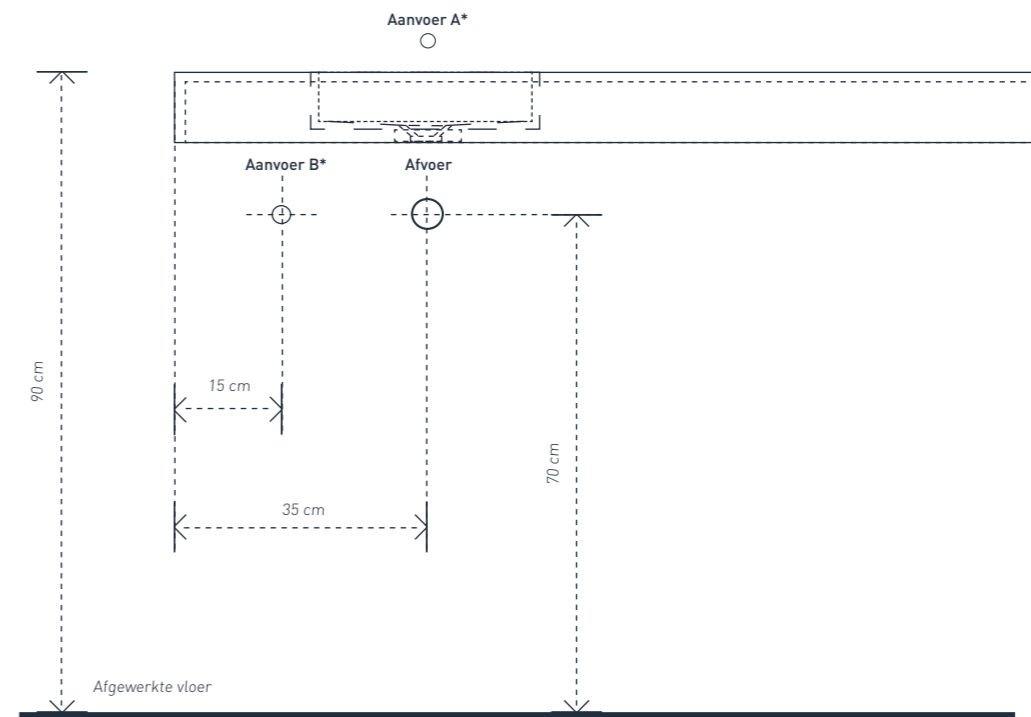 Aanvoer A*
Aanvoer B*
Afvoer
90 cm
15 cm
70 cm
35 cm
Afgewerkte vloer